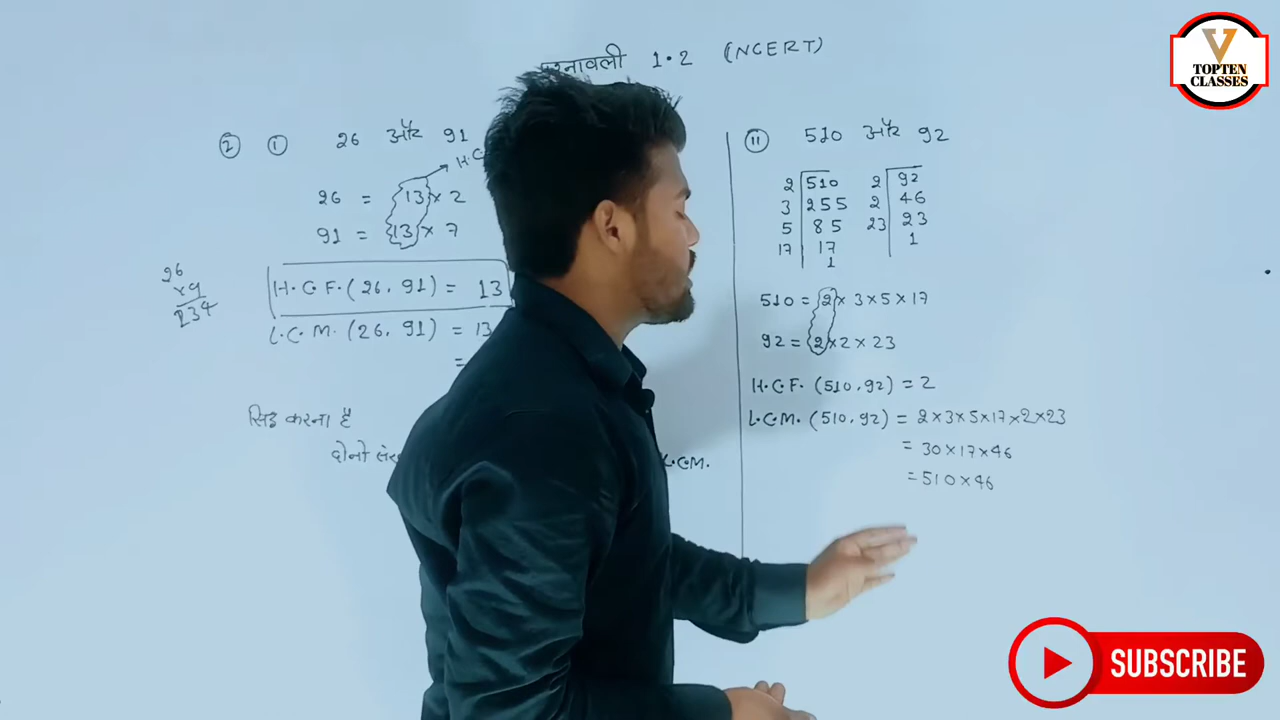 प्रश्नावली 1.2 (NCERT)
V
TOPTEN
CLASSES
② ① 26 और 91
H.C
26 = 13 × 2
91 = 13 × 7
26
×9
234
H.C.F. (26, 91) = 13
L.C.M. (26, 91) = 13
=
सिद्ध करना है
दोनों
L.C.M.
ⅱ 510 और 92
2 | 510
3 | 255
5 | 85
17 | 17
1
2 | 92
2 | 46
23 | 23
1
510 = 2 × 3 × 5 × 17
92 = 2 × 2 × 23
H.C.F. (510, 92) = 2
L.C.M. (510, 92) = 2×3×5×17×2×23
= 30×17×46
= 510×46
SUBSCRIBE